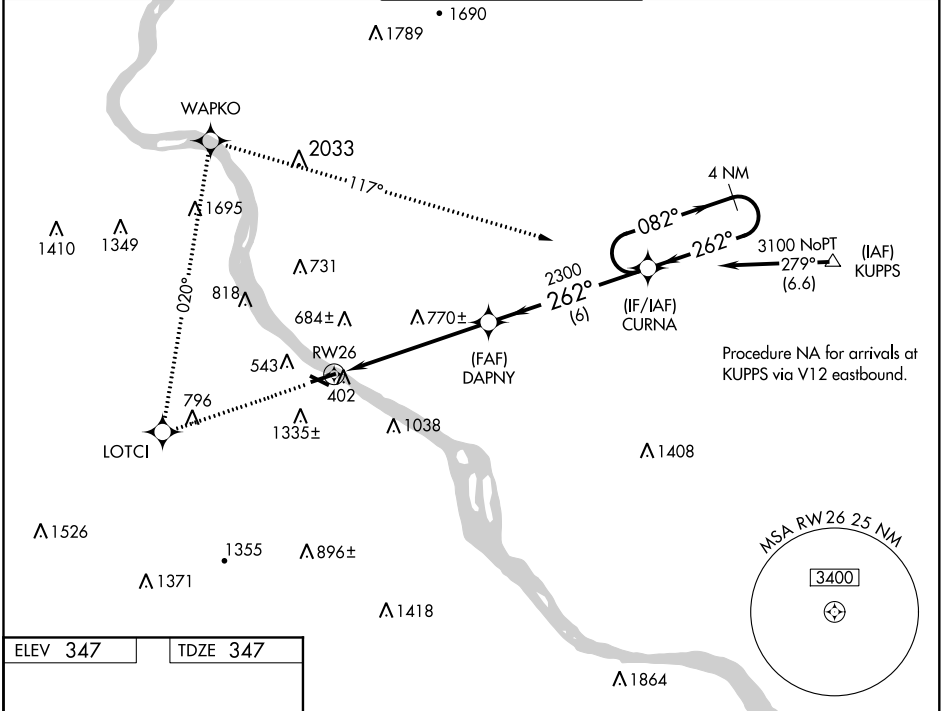 1690
1789
WAPKO
2033
117°
4 NM
1695
1410
1349
082°
262°
3100 NoPT
279°
(6.6)
(IAF)
KUPPS
731
020°
2300
262°
(6)
(IF/IAF)
CURNA
818
684±
770±
(FAF)
DAPNY
RW26
543
402
Procedure NA for arrivals at
KUPPS via V12 eastbound.
796
1335±
1038
LOTCI
1408
1526
1355
896±
1371
MSA RW26 25 NM
3400
1418
ELEV 347
TDZE 347
1864